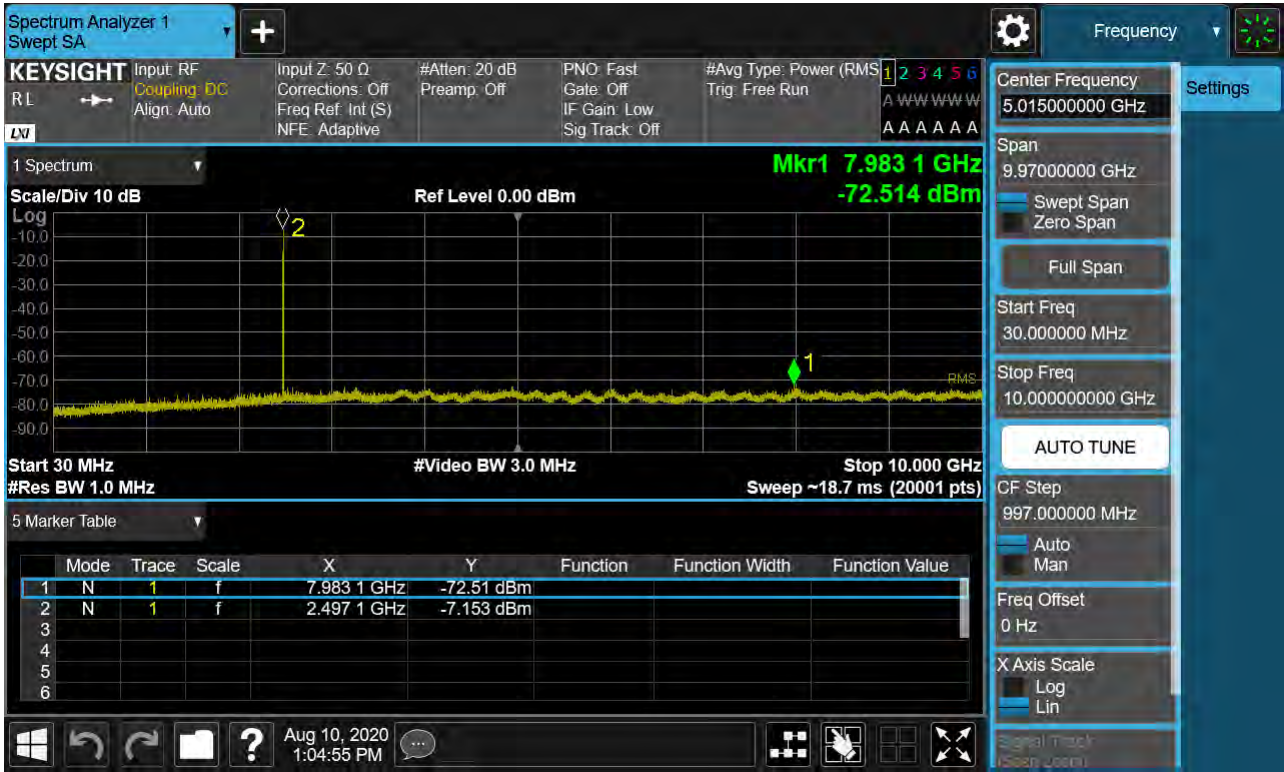 Spectrum Analyzer 1
Swept SA
Frequency
KEYSIGHT
RL
LXI
Input: RF
Coupling: DC
Align: Auto
Input Z: 50 Ω
Corrections: Off
Freq Ref: Int (S)
NFE: Adaptive
#Atten: 20 dB
Preamp: Off
PNO: Fast
Gate: Off
IF Gain: Low
Sig Track: Off
#Avg Type: Power (RMS
Trig: Free Run
1 2 3 4 5 6
A W W W W W
A A A A A A
Center Frequency
5.015000000 GHz
Settings
1 Spectrum
Mkr1 7.983 1 GHz
Scale/Div 10 dB
Ref Level 0.00 dBm
-72.514 dBm
Log
-10.0
-20.0
-30.0
-40.0
-50.0
-60.0
-70.0
-80.0
-90.0
2
1
RMS
Start 30 MHz
#Video BW 3.0 MHz
Stop 10.000 GHz
#Res BW 1.0 MHz
Sweep ~18.7 ms (20001 pts)
Span
9.97000000 GHz
Swept Span
Zero Span
Full Span
Start Freq
30.000000 MHz
Stop Freq
10.000000000 GHz
AUTO TUNE
CF Step
997.000000 MHz
Auto
Man
Freq Offset
0 Hz
X Axis Scale
Log
Lin
Signal Track
(Span Zoom)
5 Marker Table
Mode Trace Scale X Y Function Function Width Function Value
1 N 1 f 7.983 1 GHz -72.51 dBm
2 N 1 f 2.497 1 GHz -7.153 dBm
3
4
5
6
?
Aug 10, 2020
1:04:55 PM